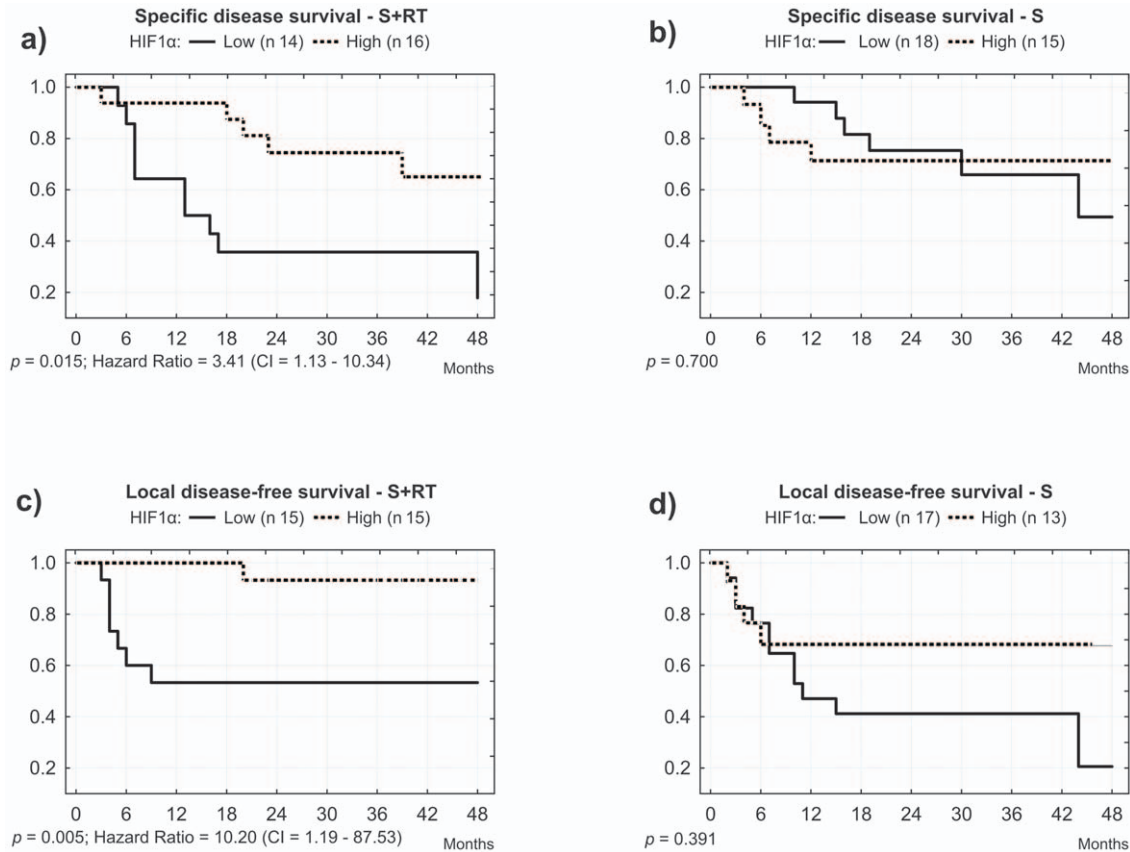 a)
Specific disease survival - S+RT
HIF1α: Low (n 14) High (n 16)
1.0
0.8
0.6
0.4
0.2
0 6 12 18 24 30 36 42 48
p = 0.015; Hazard Ratio = 3.41 (CI = 1.13 - 10.34) Months
b)
Specific disease survival - S
HIF1α: Low (n 18) High (n 15)
1.0
0.8
0.6
0.4
0.2
0 6 12 18 24 30 36 42 48
p = 0.700 Months
c)
Local disease-free survival - S+RT
HIF1α: Low (n 15) High (n 15)
1.0
0.8
0.6
0.4
0.2
0 6 12 18 24 30 36 42 48
p = 0.005; Hazard Ratio = 10.20 (CI = 1.19 - 87.53) Months
d)
Local disease-free survival - S
HIF1α: Low (n 17) High (n 13)
1.0
0.8
0.6
0.4
0.2
0 6 12 18 24 30 36 42 48
p = 0.391 Months